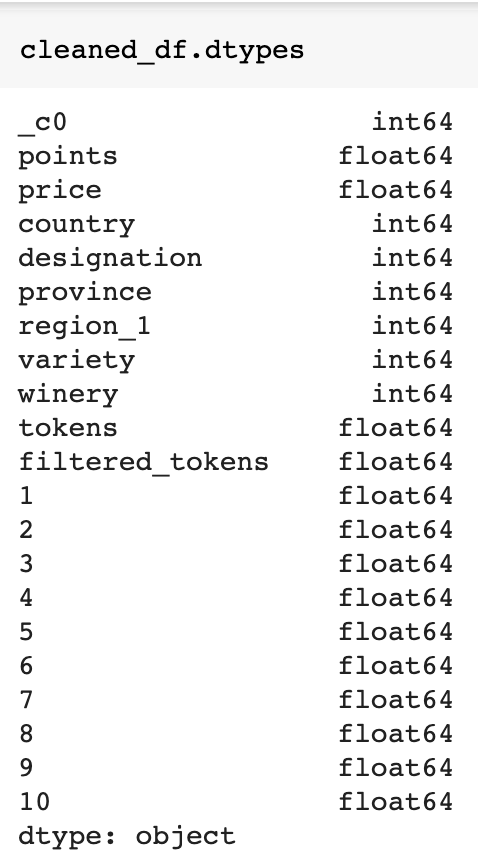 cleaned_df.dtypes
_c0 int64
points float64
price float64
country int64
designation int64
province int64
region_1 int64
variety int64
winery int64
tokens float64
filtered_tokens float64
1 float64
2 float64
3 float64
4 float64
5 float64
6 float64
7 float64
8 float64
9 float64
10 float64
dtype: object